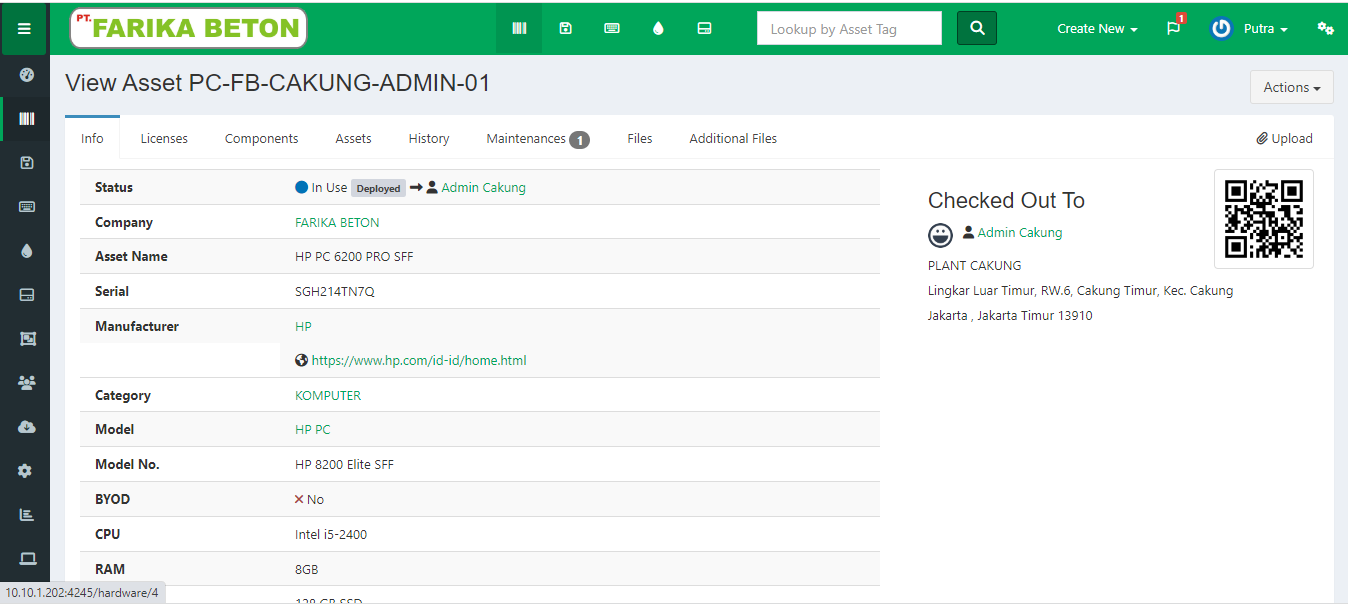 PT. FARIKA BETON
Lookup by Asset Tag
Create New
1
Putra
View Asset PC-FB-CAKUNG-ADMIN-01
Actions
Info Licenses Components Assets History Maintenances 1 Files Additional Files Upload
Status In Use Deployed Admin Cakung
Company FARIKA BETON
Asset Name HP PC 6200 PRO SFF
Serial SGH214TN7Q
Manufacturer HP
https://www.hp.com/id-id/home.html
Category KOMPUTER
Model HP PC
Model No. HP 8200 Elite SFF
BYOD No
CPU Intel i5-2400
RAM 8GB
128 GB SSD
Checked Out To
Admin Cakung
PLANT CAKUNG
Lingkar Luar Timur, RW.6, Cakung Timur, Kec. Cakung
Jakarta , Jakarta Timur 13910
10.10.1.202:4245/hardware/4